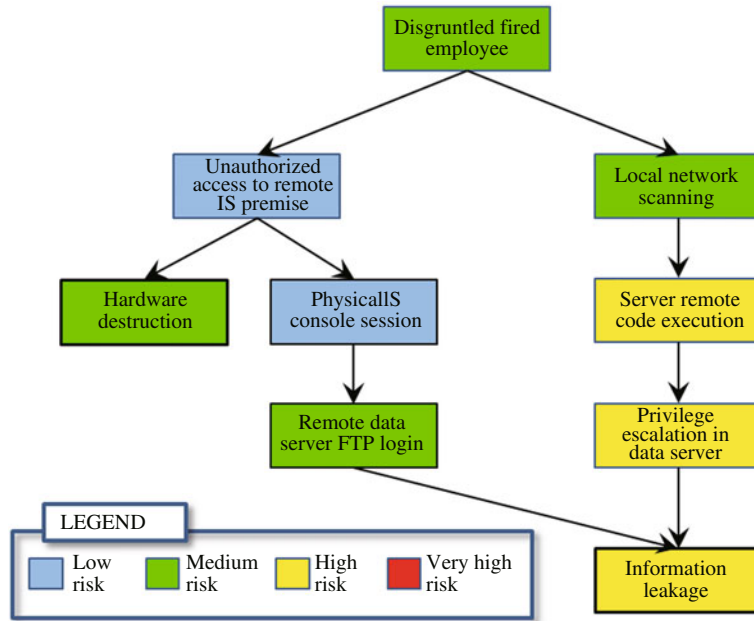 Disgruntled fired
employee
Unauthorized
access to remote
IS premise
Local network
scanning
Hardware
destruction
PhysicalIS
console session
Server remote
code execution
Remote data
server FTP login
Privilege
escalation in
data server
Information
leakage
LEGEND
Low
risk
Medium
risk
High
risk
Very high
risk